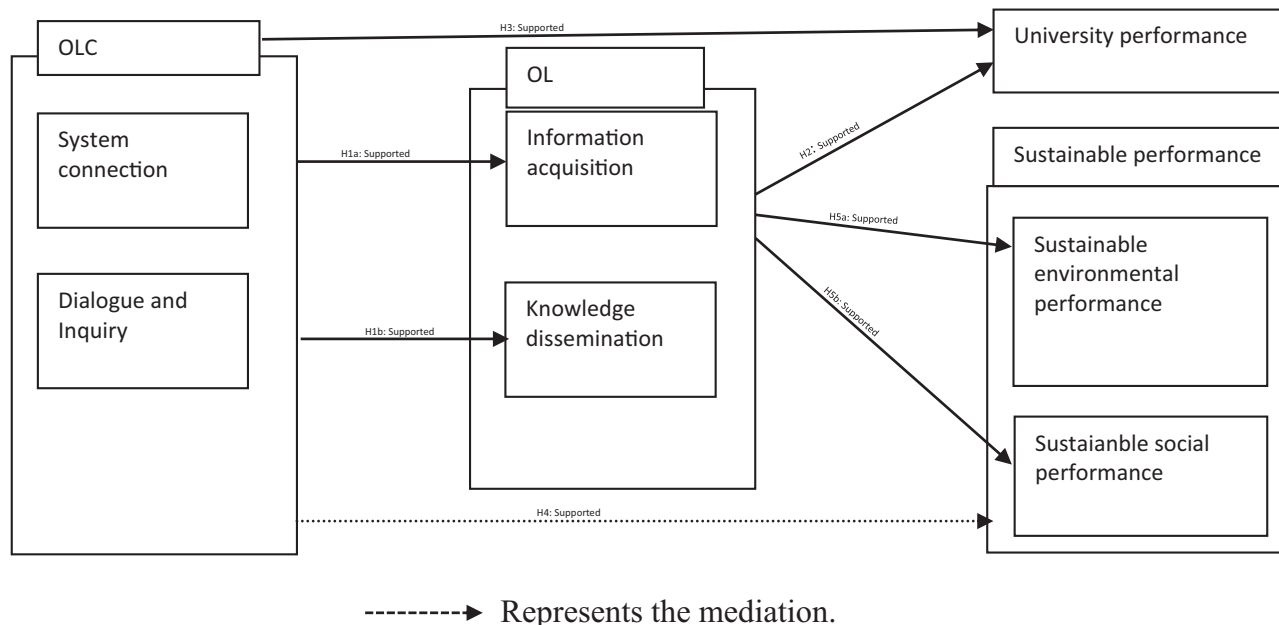 OLC
H3: Supported
University performance
OL
System
connection
H1a: Supported
Information
acquisition
H2: Supported
Sustainable performance
H5a: Supported
Sustainable
environmental
performance
Dialogue and
Inquiry
H1b: Supported
Knowledge
dissemination
H5b: Supported
Sustaianble social
performance
H4: Supported
Represents the mediation.